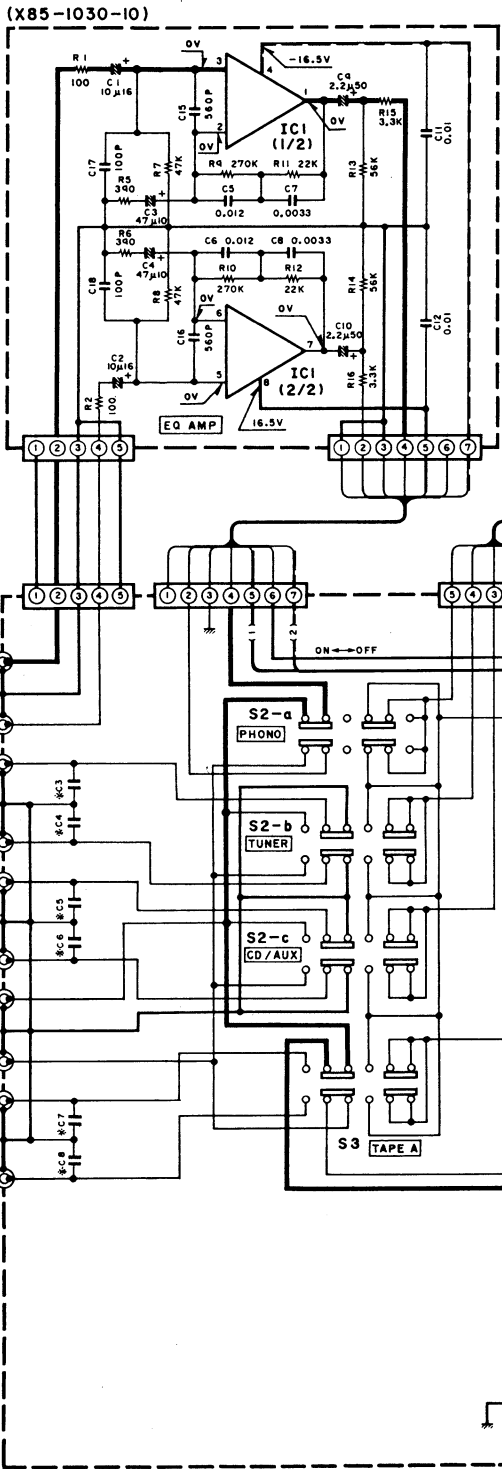 (X85-1030-10)
0V
-16.5V
R1
100
C1
10μ16
+
3
4
C9
2.2μ50
+
1
0V
R15
3.3K
C15
560P
2
0V
IC1
(1/2)
C11
0.01
C17
100P
R7
47K
R9 270K
R11 22K
R13
56K
R5
390
C3
47μ10
+
C5
0.012
C7
0.0033
R6
390
C4
47μ10
+
C6 0.012
C8 0.0033
C18
100P
R8
47K
R10
270K
R12
22K
R14
56K
0V
0V
6
C16
560P
7
C10
2.2μ50
+
C12
0.01
C2
10μ16
+
5
0V
8
IC1
(2/2)
R16
3.3K
R2
100
EQ AMP
16.5V
1 2 3 4 5
1 2 3 4 5 6 7
1 2 3 4 5
1 2 3 4 5 6 7
5 4 3
(1)
(2)
ON↔OFF
S2-a
PHONO
※C3
※C4
S2-b
TUNER
※C5
※C6
S2-c
CD/AUX
※C7
※C8
S3
TAPE A